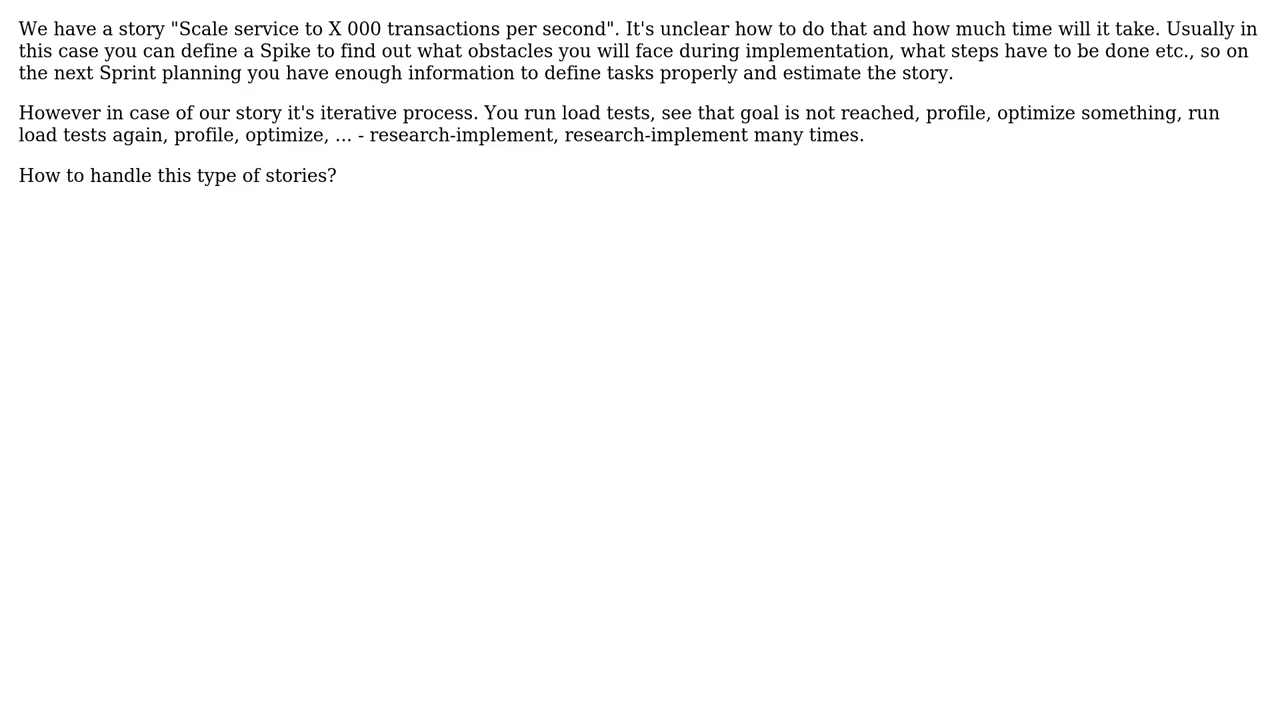 We have a story "Scale service to X 000 transactions per second". It's unclear how to do that and how much time will it take. Usually in
this case you can define a Spike to find out what obstacles you will face during implementation, what steps have to be done etc., so on
the next Sprint planning you have enough information to define tasks properly and estimate the story.
However in case of our story it's iterative process. You run load tests, see that goal is not reached, profile, optimize something, run
load tests again, profile, optimize, ... - research-implement, research-implement many times.
How to handle this type of stories?